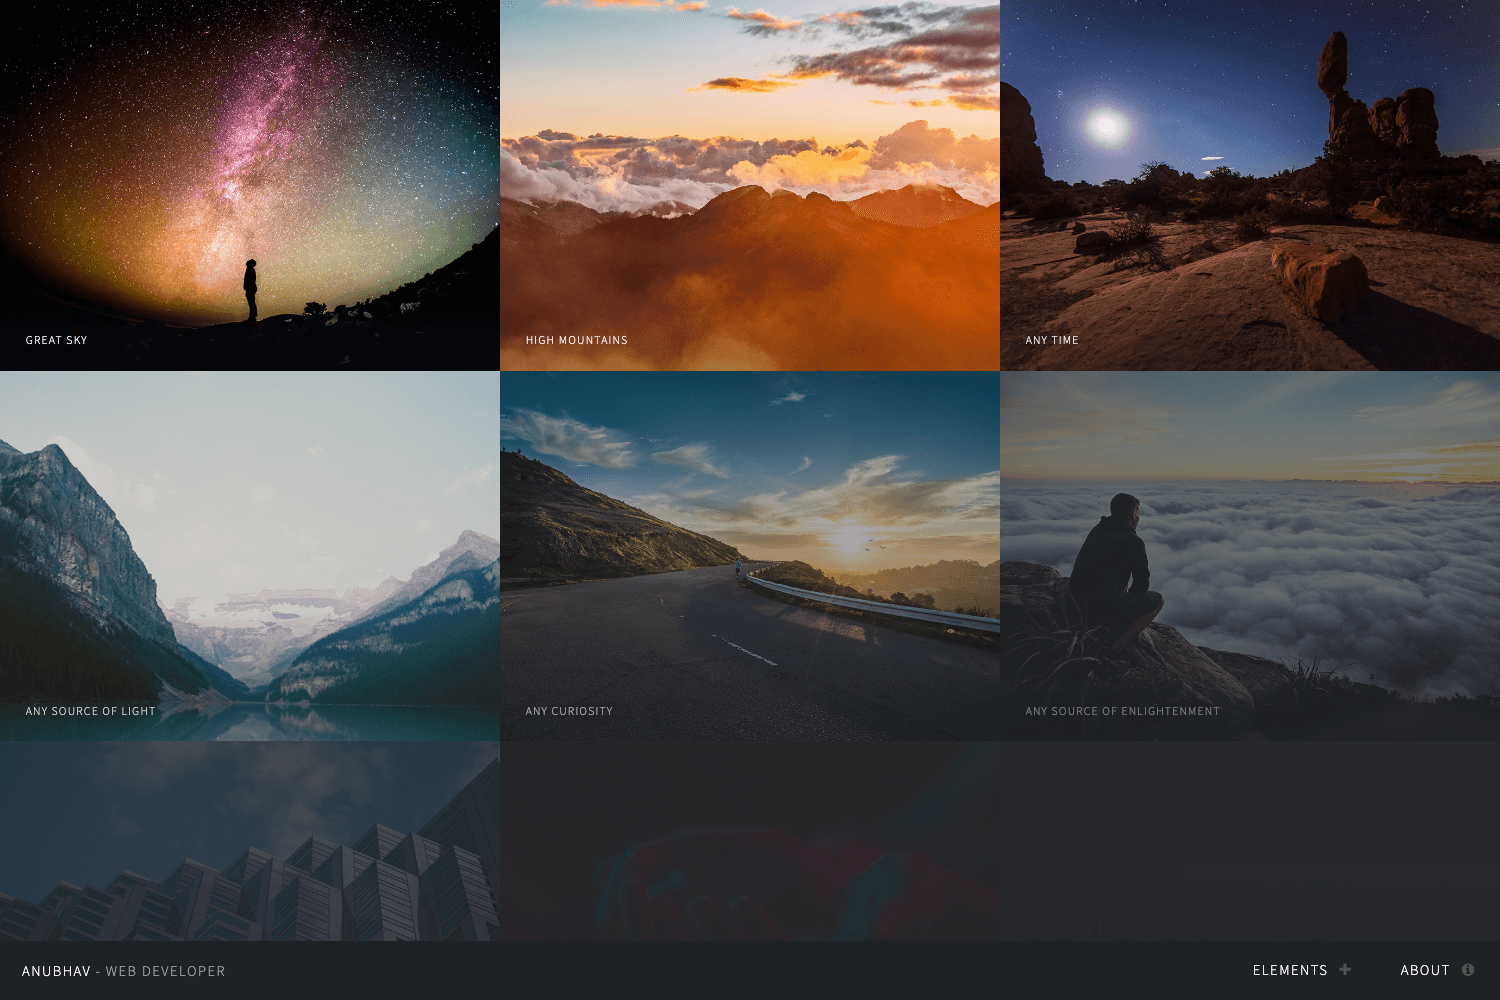 GREAT SKY
HIGH MOUNTAINS
ANY TIME
ANY SOURCE OF LIGHT
ANY CURIOSITY
ANY SOURCE OF ENLIGHTENMENT
ANUBHAV - WEB DEVELOPER
ELEMENTS
ABOUT